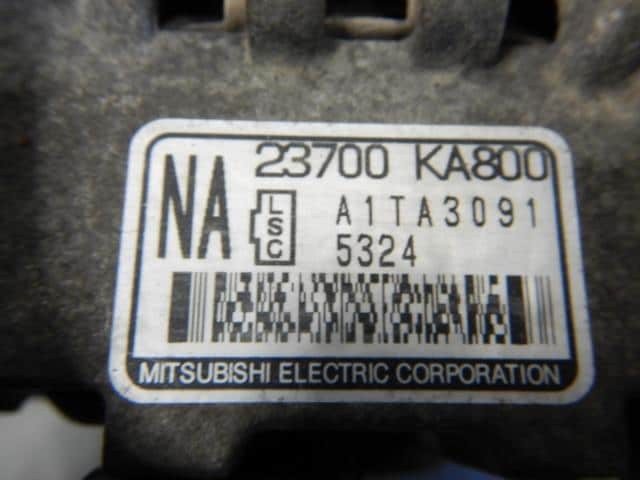 NA 23700 KA800
LSC A1TA3091
5324
MITSUBISHI ELECTRIC CORPORATION